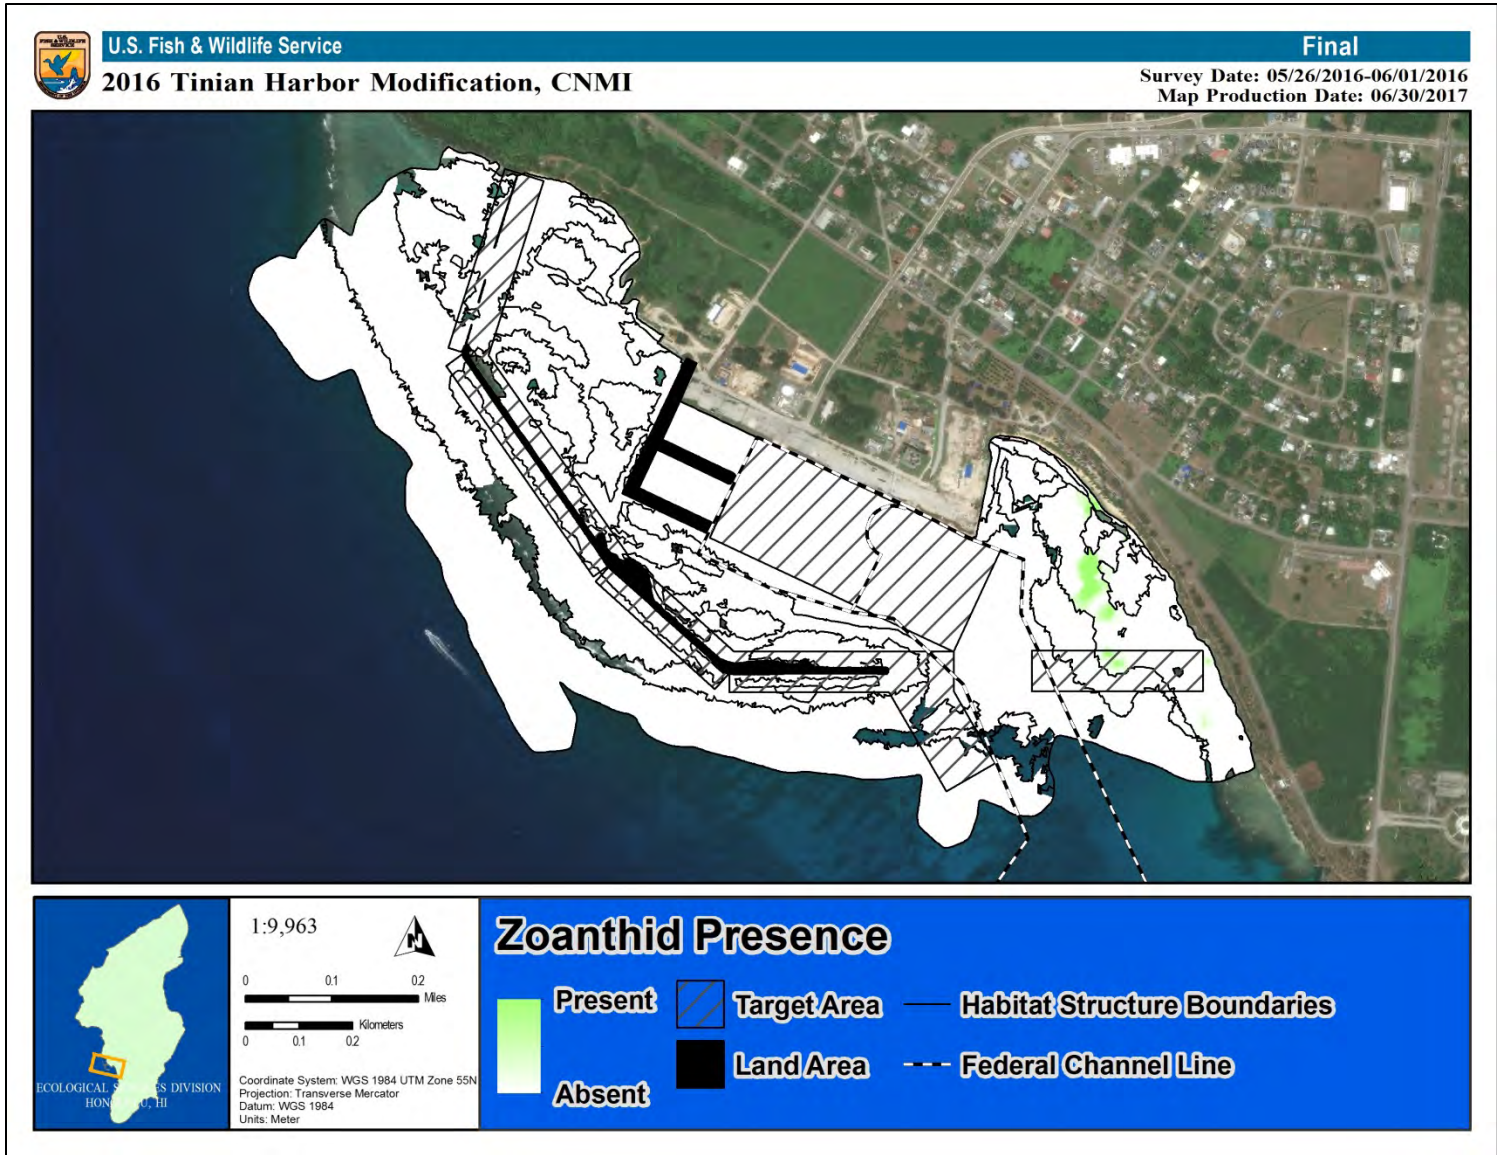 U.S.
FISH & WILDLIFE
SERVICE
U.S. Fish & Wildlife Service
Final
2016 Tinian Harbor Modification, CNMI
Survey Date: 05/26/2016-06/01/2016
Map Production Date: 06/30/2017
ECOLOGICAL DIVISION
1:9,963
N
0 0.1 0.2
Miles
Kilometers
0 0.1 0.2
Coordinate System: WGS 1984 UTM Zone 55N
Projection: Transverse Mercator
Datum: WGS 1984
Units: Meter
Zoanthid Presence
Present
Absent
Target Area
Land Area
Habitat Structure Boundaries
Federal Channel Line